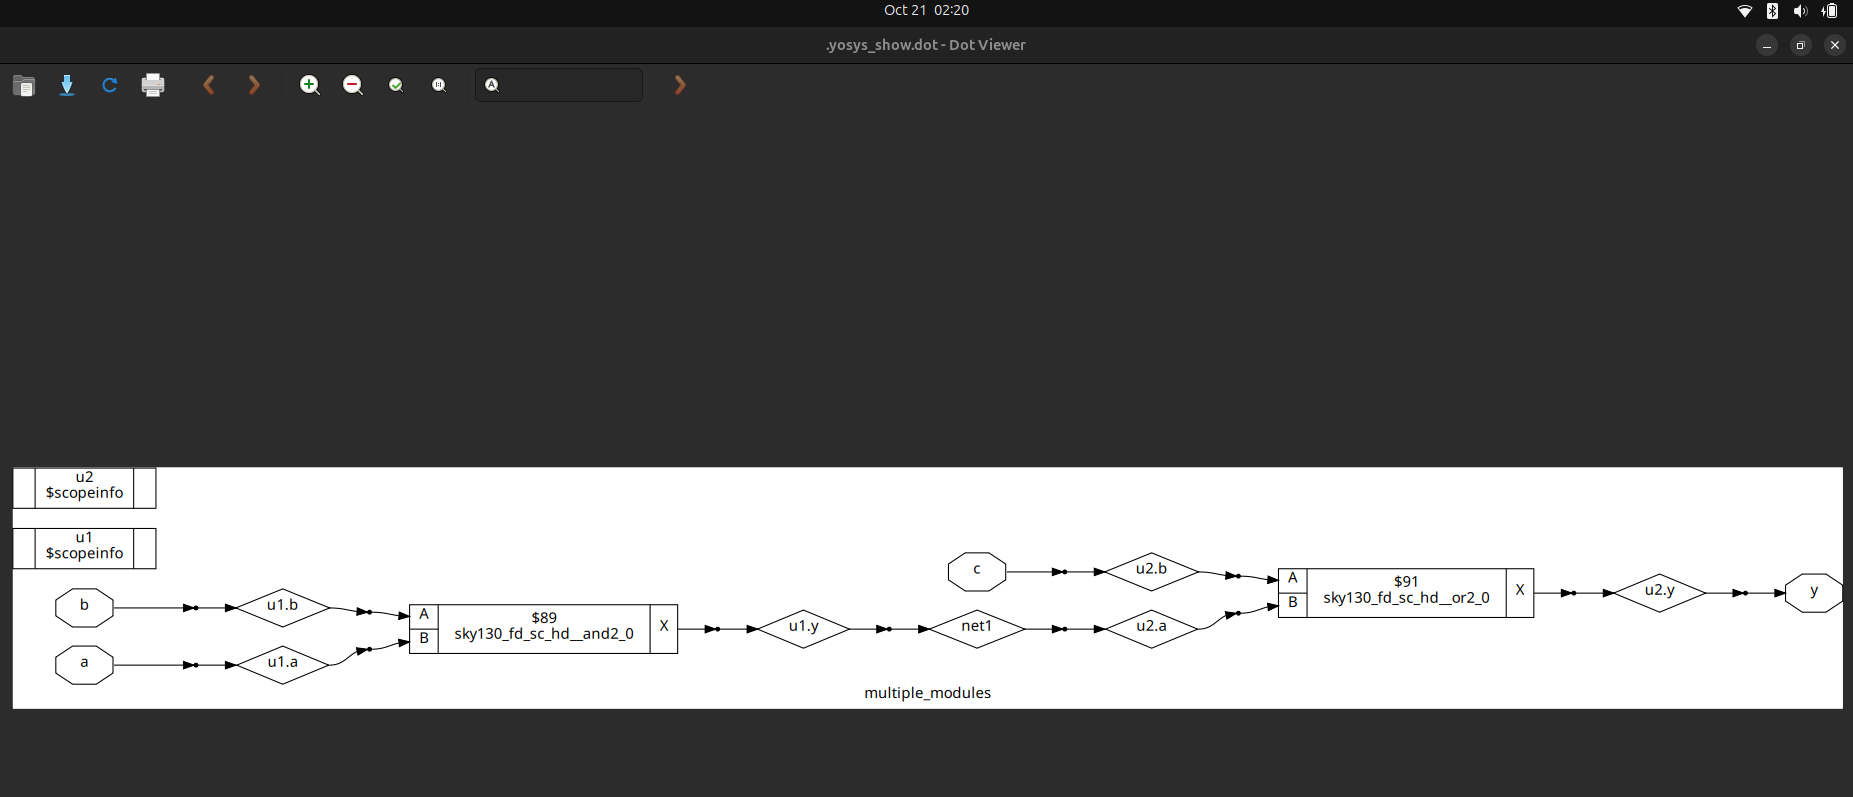 Oct 21 02:20
.yosys_show.dot - Dot Viewer
u2
$scopeinfo
u1
$scopeinfo
b
u1.b
a
u1.a
A
B
$89
sky130_fd_sc_hd__and2_0
X
u1.y
net1
c
u2.b
u2.a
A
B
$91
sky130_fd_sc_hd__or2_0
X
u2.y
y
multiple_modules